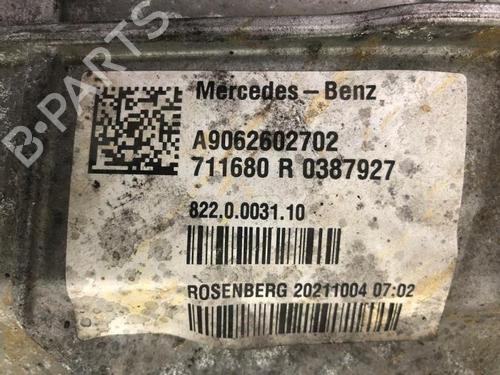 B-PARTS
Mercedes-Benz
A9062602702
711680 R 0387927
822.0.0031.10
ROSENBERG 20211004 07:02